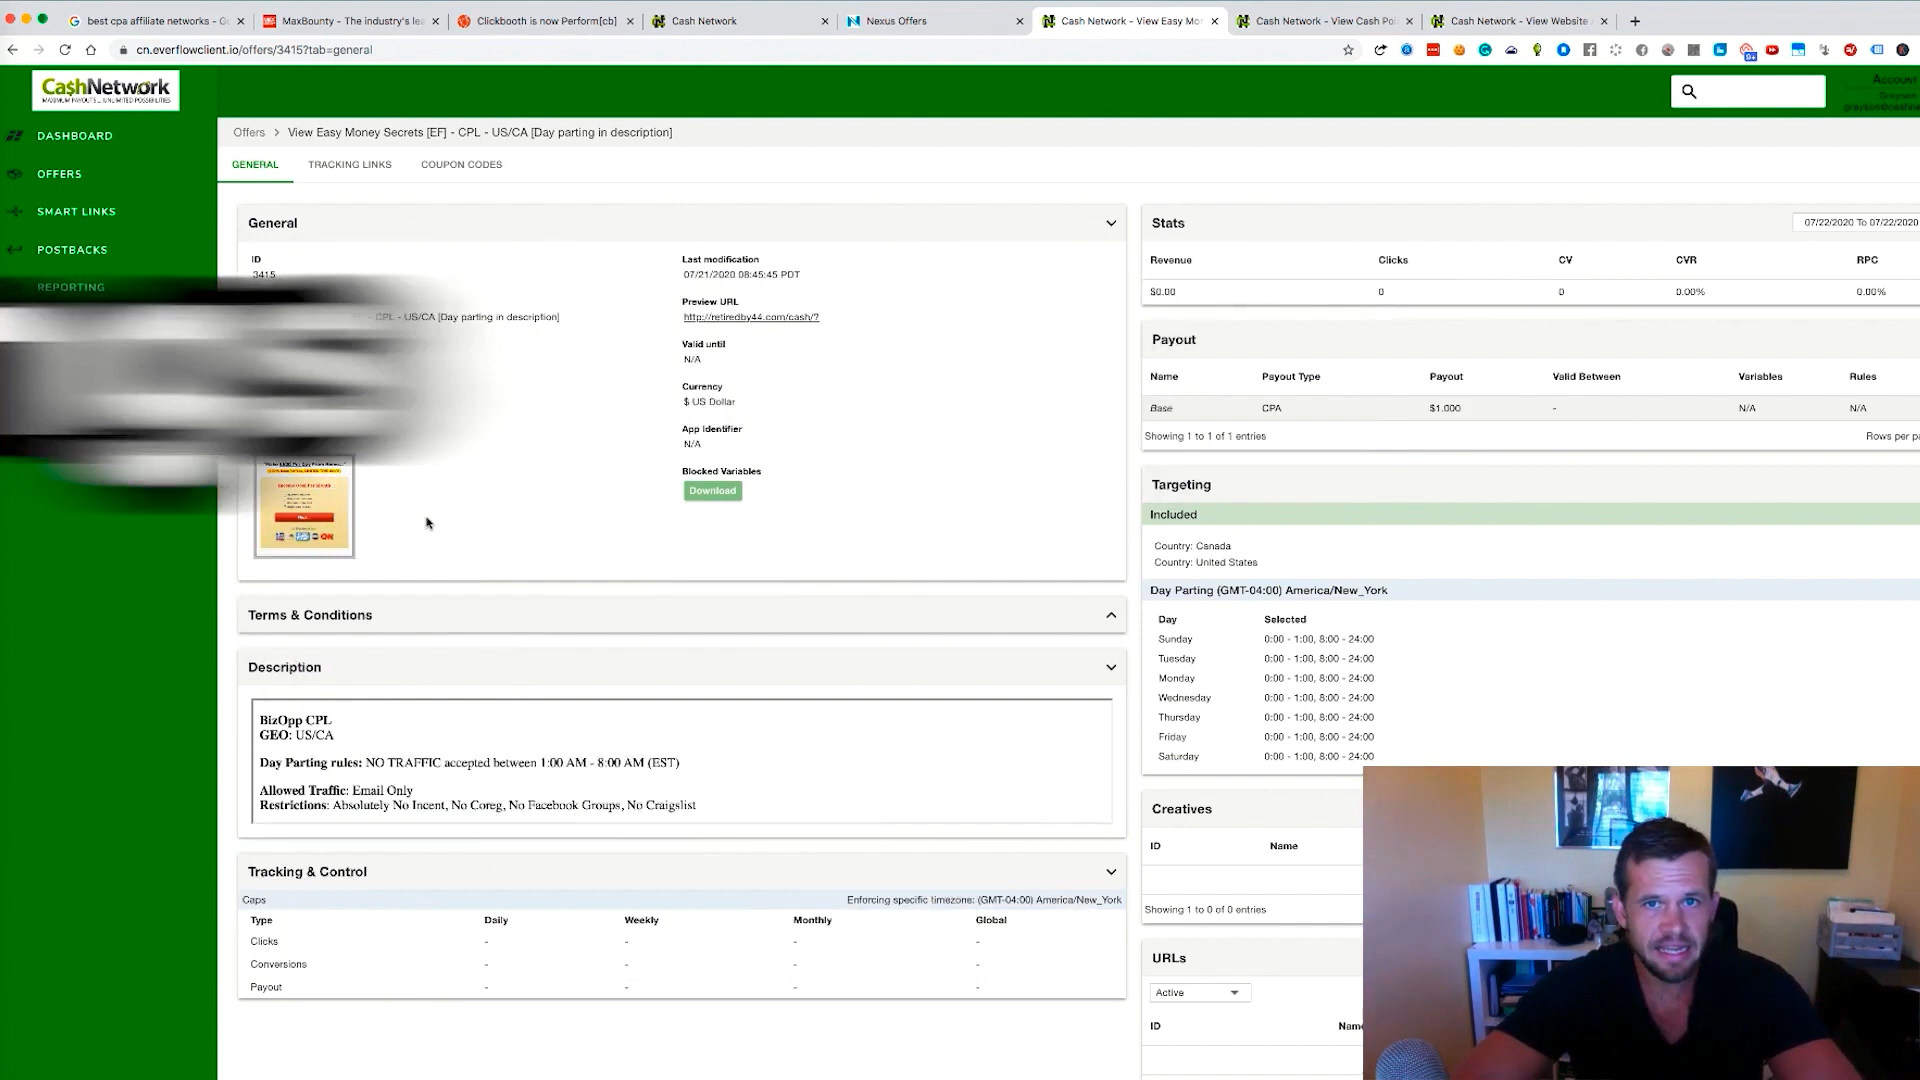 best cpa affiliate networks - G
MaxBounty - The industry's lea
Clickbooth is now Perform[cb]
Cash Network
Nexus Offers
Cash Network - View Easy Mo
Cash Network - View Cash Poi
Cash Network - View Website
cn.everflowclient.io/offers/3415?tab=general
Ca$hNetwork
MAXIMUM PAYOUTS...UNLIMITED POSSIBILITIES
Account
DASHBOARD
OFFERS
SMART LINKS
POSTBACKS
REPORTING
Offers > View Easy Money Secrets [EF] - CPL - US/CA [Day parting in description]
GENERAL TRACKING LINKS COUPON CODES
General
ID
3415
- CPL - US/CA [Day parting in description]
Last modification
07/21/2020 08:45:45 PDT
Preview URL
http://retiredby44.com/cash/?
Valid until
N/A
Currency
$ US Dollar
App Identifier
N/A
Blocked Variables
Download
Terms & Conditions
Description
BizOpp CPL
GEO: US/CA
Day Parting rules: NO TRAFFIC accepted between 1:00 AM - 8:00 AM (EST)
Allowed Traffic: Email Only
Restrictions: Absolutely No Incent, No Coreg, No Facebook Groups, No Craigslist
Tracking & Control
Caps Enforcing specific timezone: (GMT-04:00) America/New_York
Type Daily Weekly Monthly Global
Clicks - - - -
Conversions - - - -
Payout - - - -
Stats 07/22/2020 To 07/22/2020
Revenue Clicks CV CVR RPC
$0.00 0 0 0.00% 0.00%
Payout
Name Payout Type Payout Valid Between Variables Rules
Base CPA $1.000 - N/A N/A
Showing 1 to 1 of 1 entries Rows per pa
Targeting
Included
Country: Canada
Country: United States
Day Parting (GMT-04:00) America/New_York
Day Selected
Sunday 0:00 - 1:00, 8:00 - 24:00
Tuesday 0:00 - 1:00, 8:00 - 24:00
Monday 0:00 - 1:00, 8:00 - 24:00
Wednesday 0:00 - 1:00, 8:00 - 24:00
Thursday 0:00 - 1:00, 8:00 - 24:00
Friday 0:00 - 1:00, 8:00 - 24:00
Saturday 0:00 - 1:00, 8:00 - 24:00
Creatives
ID Name
Showing 1 to 0 of 0 entries
URLs
Active
ID Name